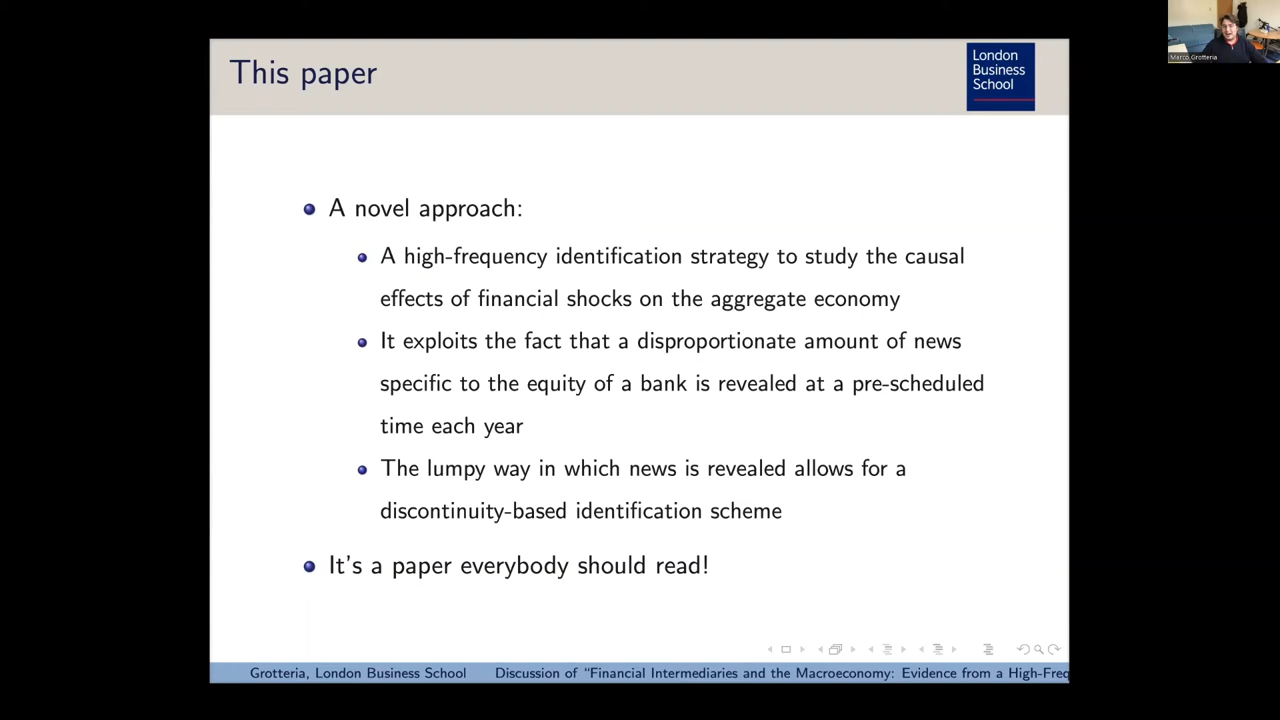 This paper
London
Business
School
Marco Grotteria
A novel approach:
A high-frequency identification strategy to study the causal
effects of financial shocks on the aggregate economy
It exploits the fact that a disproportionate amount of news
specific to the equity of a bank is revealed at a pre-scheduled
time each year
The lumpy way in which news is revealed allows for a
discontinuity-based identification scheme
It's a paper everybody should read!
Grotteria, London Business School
Discussion of “Financial Intermediaries and the Macroeconomy: Evidence from a High-Freq